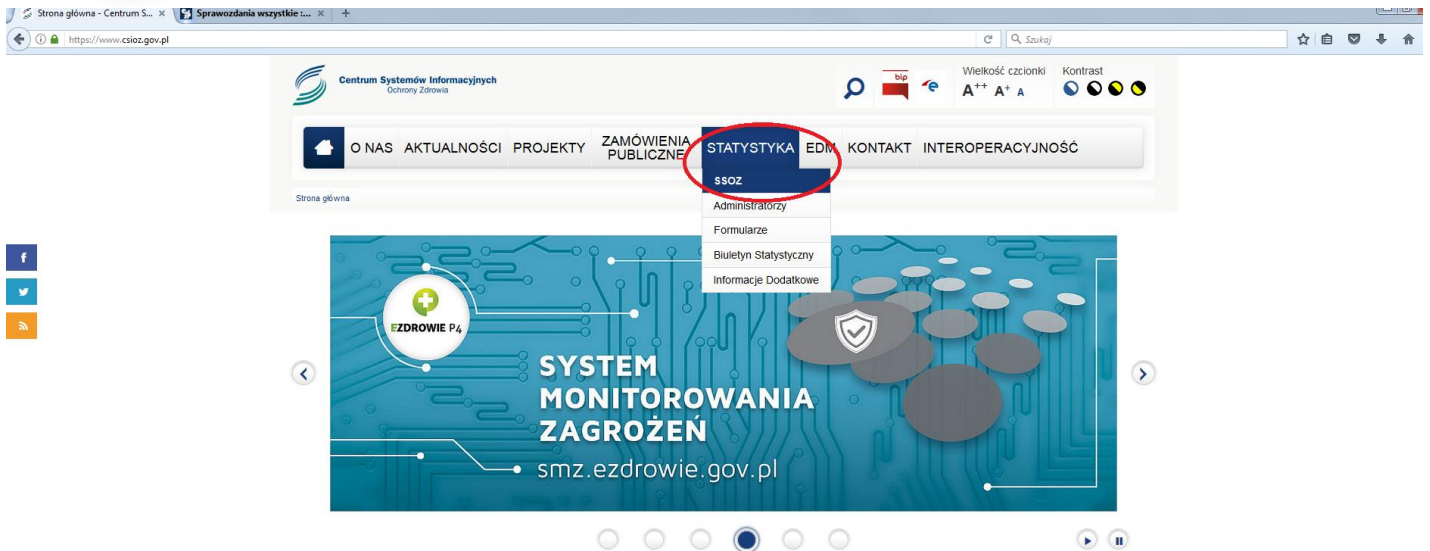 Strona główna - Centrum S... × Sprawozdania wszystkie :... × +
https://www.csioz.gov.pl
Szukaj
Centrum Systemów Informacyjnych
Ochrony Zdrowia
bip
Wielkość czcionki
Kontrast
A++ A+ A
O NAS AKTUALNOŚCI PROJEKTY ZAMÓWIENIA PUBLICZNE STATYSTYKA EDM KONTAKT INTEROPERACYJNOŚĆ
SSOZ
Strona główna
Administratorzy
Formularze
Biuletyn Statystyczny
Informacje Dodatkowe
EZDROWIE P4
SYSTEM
MONITOROWANIA
ZAGROŻEŃ
smz.ezdrowie.gov.pl